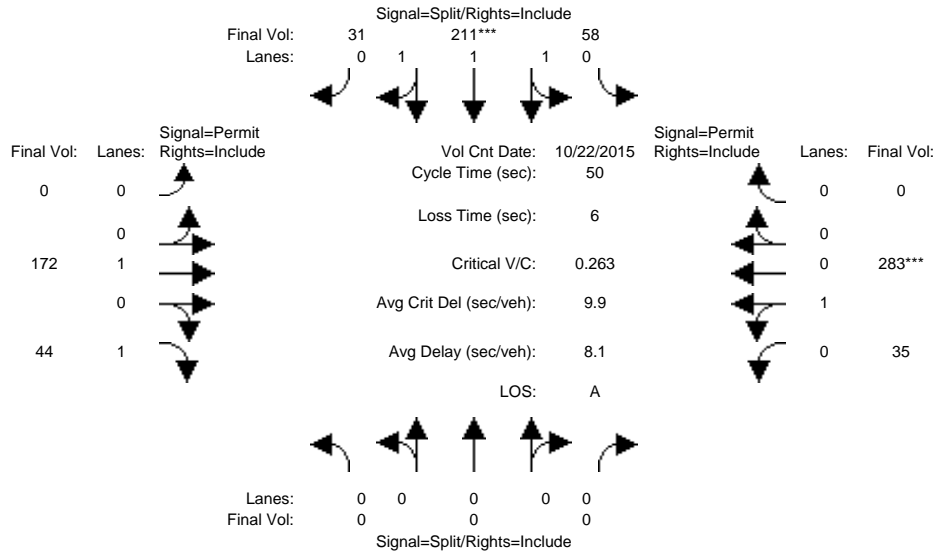 Signal=Split/Rights=Include
Final Vol: 31 211*** 58
Lanes: 0 1 1 1 0
Signal=Permit Signal=Permit
Final Vol: Lanes: Rights=Include Vol Cnt Date: 10/22/2015 Rights=Include Lanes: Final Vol:
Cycle Time (sec): 50
0 0 0 0
Loss Time (sec): 6
0 0
172 1 Critical V/C: 0.263 0 283***
0 Avg Crit Del (sec/veh): 9.9 1
44 1 Avg Delay (sec/veh): 8.1 0 35
LOS: A
Lanes: 0 0 0 0 0
Final Vol: 0 0 0
Signal=Split/Rights=Include